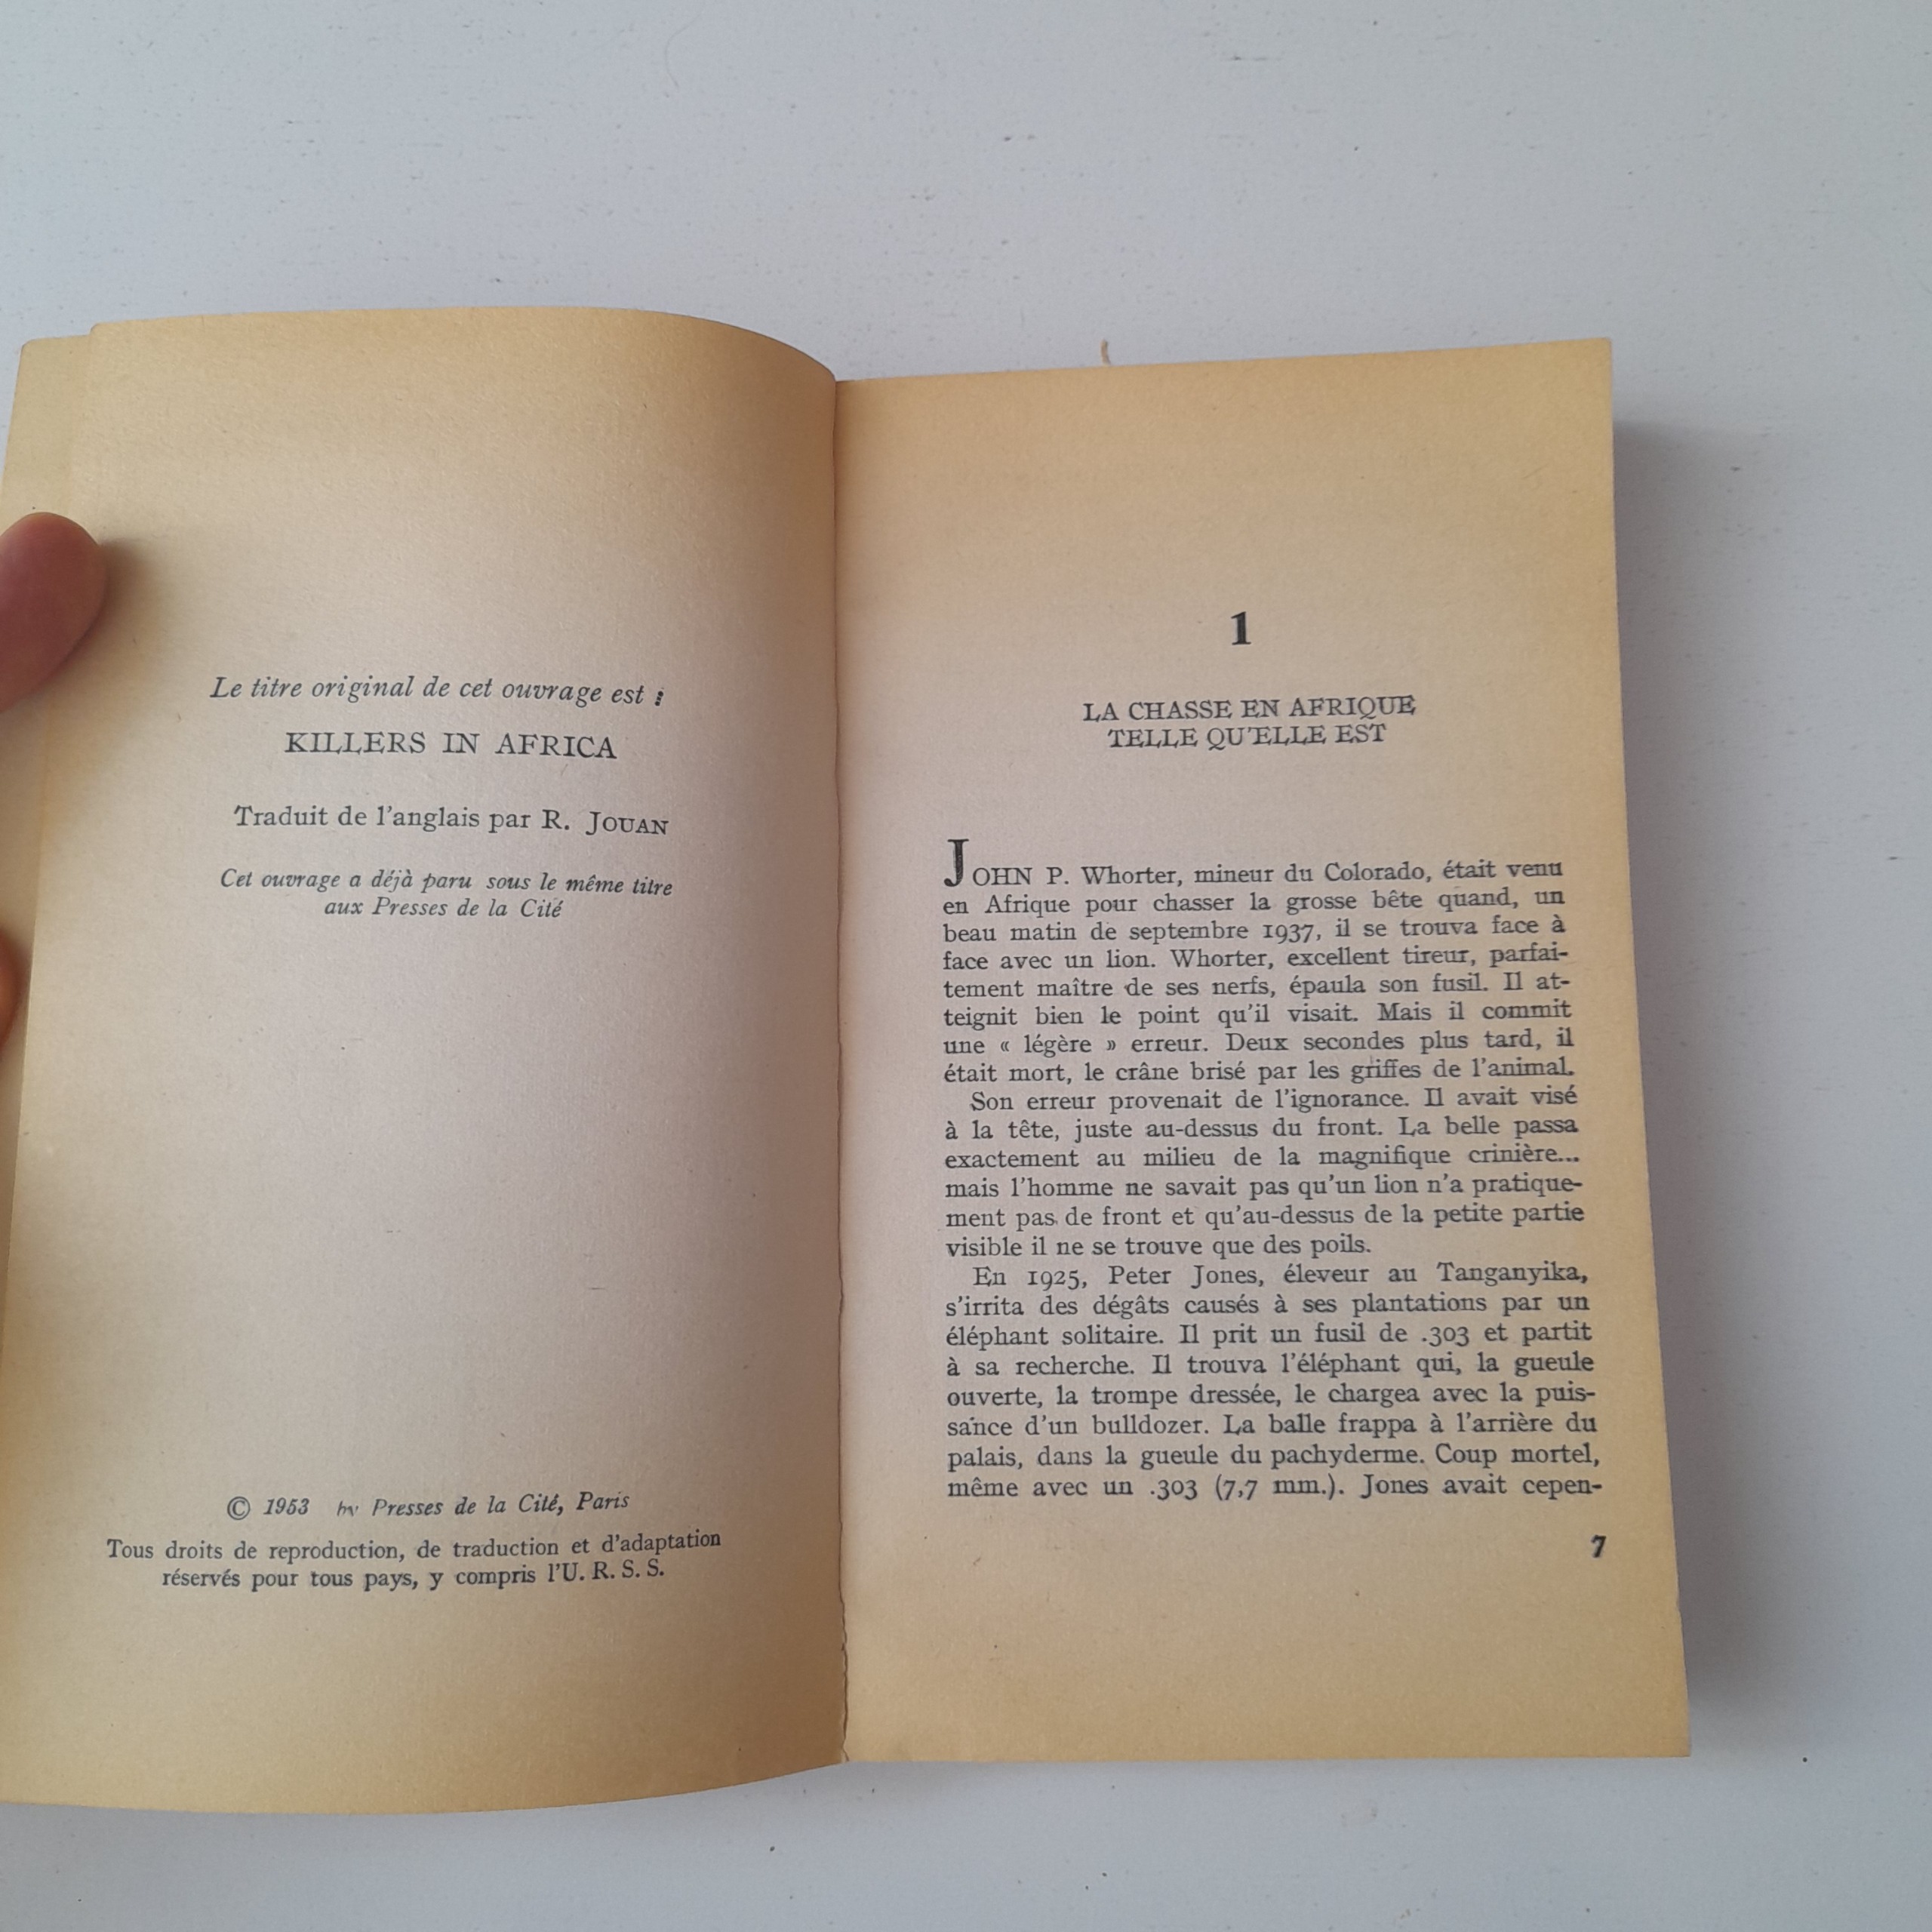 Le titre original de cet ouvrage est :
KILLERS IN AFRICA
Traduit de l'anglais par R. JOUAN
Cet ouvrage a déjà paru sous le même titre
aux Presses de la Cité
© 1953 by Presses de la Cité, Paris
Tous droits de reproduction, de traduction et d'adaptation
réservés pour tous pays, y compris l'U. R. S. S.
1
LA CHASSE EN AFRIQUE
TELLE QU'ELLE EST
JOHN P. Whorter, mineur du Colorado, était venu
en Afrique pour chasser la grosse bête quand, un
beau matin de septembre 1937, il se trouva face à
face avec un lion. Whorter, excellent tireur, parfai-
tement maître de ses nerfs, épaula son fusil. Il at-
teignit bien le point qu'il visait. Mais il commit
une « légère » erreur. Deux secondes plus tard, il
était mort, le crâne brisé par les griffes de l'animal.
Son erreur provenait de l'ignorance. Il avait visé
à la tête, juste au-dessus du front. La belle passa
exactement au milieu de la magnifique crinière...
mais l'homme ne savait pas qu'un lion n'a pratique-
ment pas de front et qu'au-dessus de la petite partie
visible il ne se trouve que des poils.
En 1925, Peter Jones, éleveur au Tanganyika,
s'irrita des dégâts causés à ses plantations par un
éléphant solitaire. Il prit un fusil de .303 et partit
à sa recherche. Il trouva l'éléphant qui, la gueule
ouverte, la trompe dressée, le chargea avec la puis-
sance d'un bulldozer. La balle frappa à l'arrière du
palais, dans la gueule du pachyderme. Coup mortel,
même avec un .303 (7,7 mm.). Jones avait cepen-
7